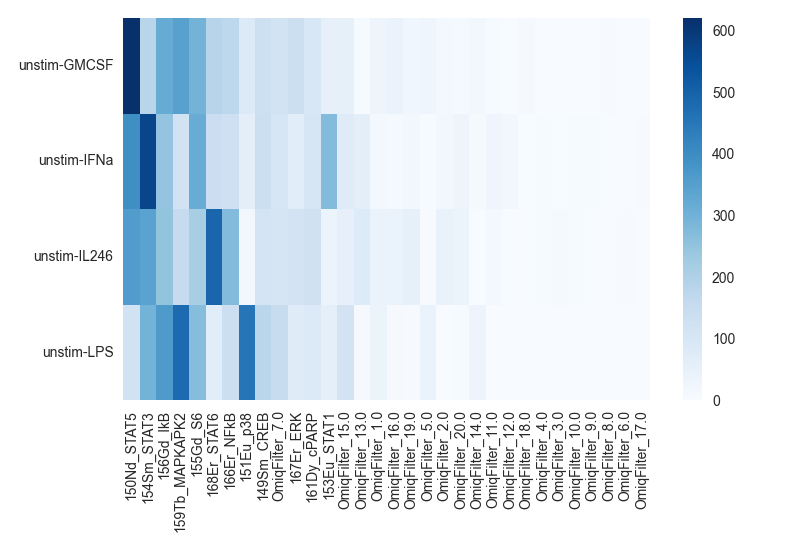 unstim-GMCSF
unstim-IFNa
unstim-IL246
unstim-LPS
600
500
400
300
200
100
0
150Nd_STAT5
154Sm_STAT3
156Gd_IkB
159Tb_MAPKAPK2
155Gd_S6
168Er_STAT6
166Er_NFkB
151Eu_p38
149Sm_CREB
OmiqFilter_7.0
167Er_ERK
161Dy_cPARP
153Eu_STAT1
OmiqFilter_15.0
OmiqFilter_13.0
OmiqFilter_1.0
OmiqFilter_16.0
OmiqFilter_19.0
OmiqFilter_5.0
OmiqFilter_2.0
OmiqFilter_20.0
OmiqFilter_14.0
OmiqFilter_11.0
OmiqFilter_12.0
OmiqFilter_18.0
OmiqFilter_4.0
OmiqFilter_3.0
OmiqFilter_10.0
OmiqFilter_9.0
OmiqFilter_8.0
OmiqFilter_6.0
OmiqFilter_17.0